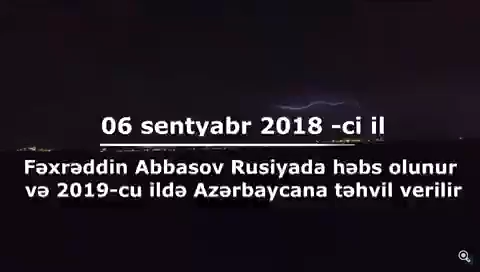 06 sentyabr 2018 -ci il
Fəxrəddin Abbasov Rusiyada həbs olunur
və 2019-cu ildə Azərbaycana təhvil verilir